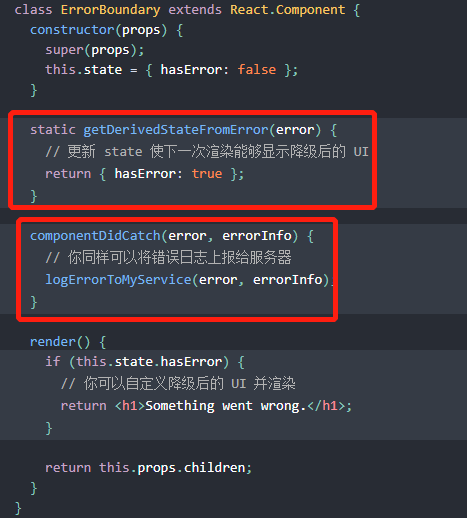 class ErrorBoundary extends React.Component {
  constructor(props) {
    super(props);
    this.state = { hasError: false };
  }
  static getDerivedStateFromError(error) {
    // 更新 state 使下一次渲染能够显示降级后的 UI
    return { hasError: true };
  }
  componentDidCatch(error, errorInfo) {
    // 你同样可以将错误日志上报给服务器
    logErrorToMyService(error, errorInfo)
  }
  render() {
    if (this.state.hasError) {
      // 你可以自定义降级后的 UI 并渲染
      return <h1>Something went wrong.</h1>;
    }
    return this.props.children;
  }
}